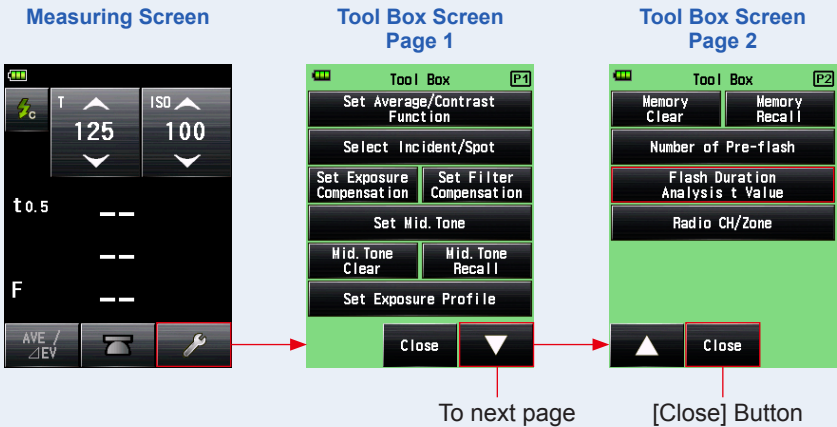 Measuring Screen
T
ISO
C
125
100
t0.5
--
--
F
--
AVE /
⊿EV
Tool Box Screen
Page 1
Tool Box
P1
Set Average/Contrast
Function
Select Incident/Spot
Set Exposure
Compensation
Set Filter
Compensation
Set Mid. Tone
Mid. Tone
Clear
Mid. Tone
Recall
Set Exposure Profile
Close
To next page
Tool Box Screen
Page 2
Tool Box
P2
Memory
Clear
Memory
Recall
Number of Pre-flash
Flash Duration
Analysis t Value
Radio CH/Zone
Close
[Close] Button